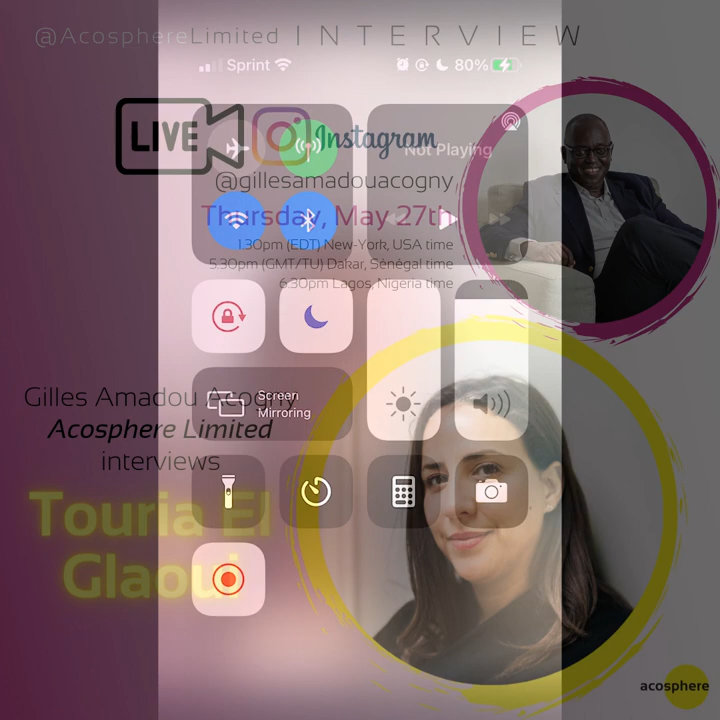 @AcosphereLimited INTERVIEW
Sprint 80%
LIVE Instagram
Not Playing
@gillesamadouacogny
Thursday, May 27th
1.30pm (EDT) New-York, USA time
5:30pm (GMT/TU) Dakar, Sénégal time
6:30pm Lagos, Nigeria time
Gilles Amadou Acogny
Screen
Mirroring
Acosphere Limited
interviews
Touria El
Glaoui
acosphere